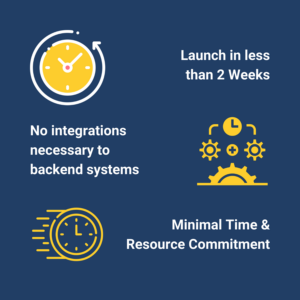 Launch in less
than 2 Weeks
No integrations
necessary to
backend systems
Minimal Time &
Resource Commitment